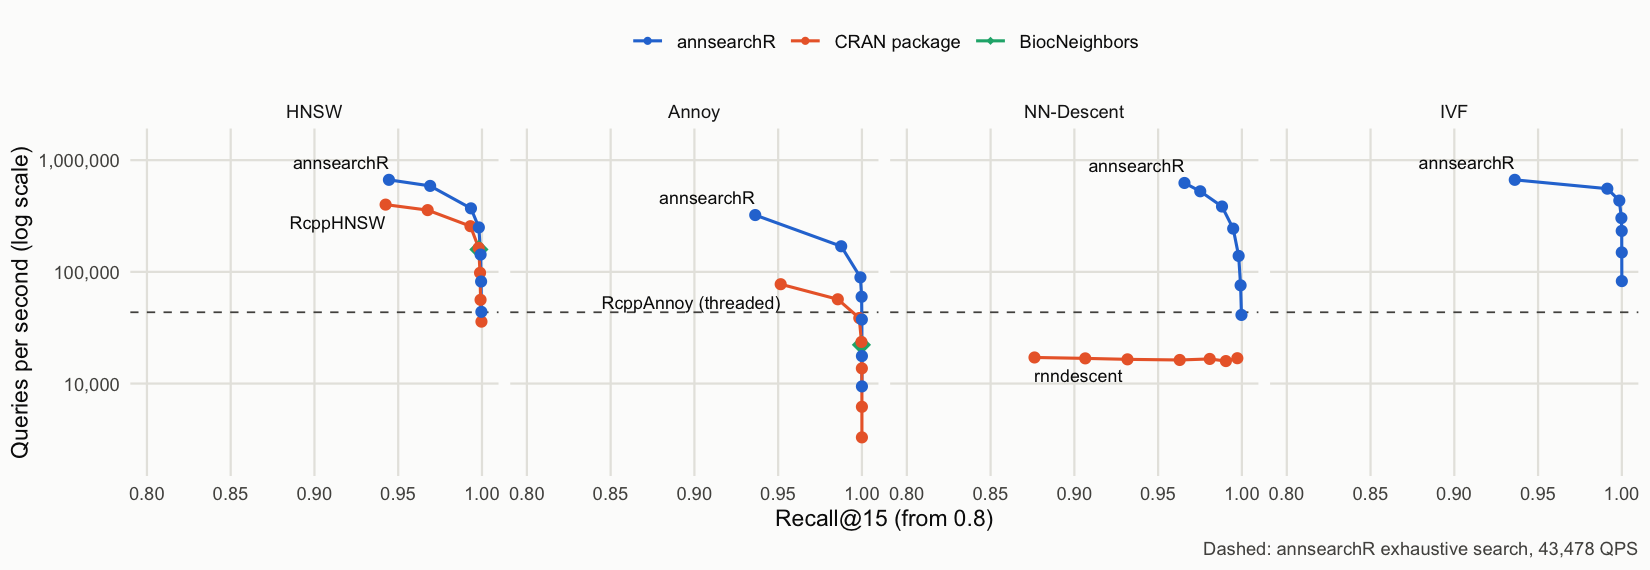 annsearchR CRAN package BiocNeighbors
HNSW Annoy NN-Descent IVF
Queries per second (log scale)
1,000,000
100,000
10,000
annsearchR
RcppHNSW
annsearchR
RcppAnnoy (threaded)
annsearchR
rnndescent
annsearchR
0.80 0.85 0.90 0.95 1.00 0.80 0.85 0.90 0.95 1.00 0.80 0.85 0.90 0.95 1.00 0.80 0.85 0.90 0.95 1.00
Recall@15 (from 0.8)
Dashed: annsearchR exhaustive search, 43,478 QPS